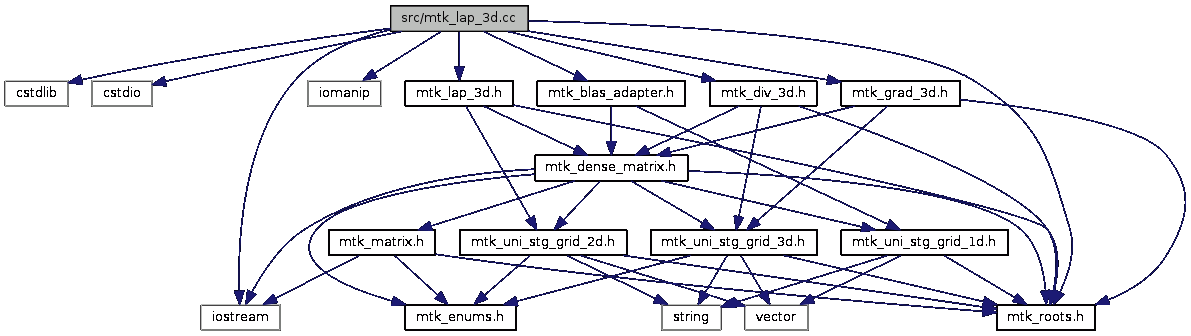 src/mtk_lap_3d.cc
cstdlib
cstdio
iomanip
mtk_lap_3d.h
mtk_blas_adapter.h
mtk_div_3d.h
mtk_grad_3d.h
mtk_dense_matrix.h
mtk_matrix.h
mtk_uni_stg_grid_2d.h
mtk_uni_stg_grid_3d.h
mtk_uni_stg_grid_1d.h
iostream
mtk_enums.h
string
vector
mtk_roots.h